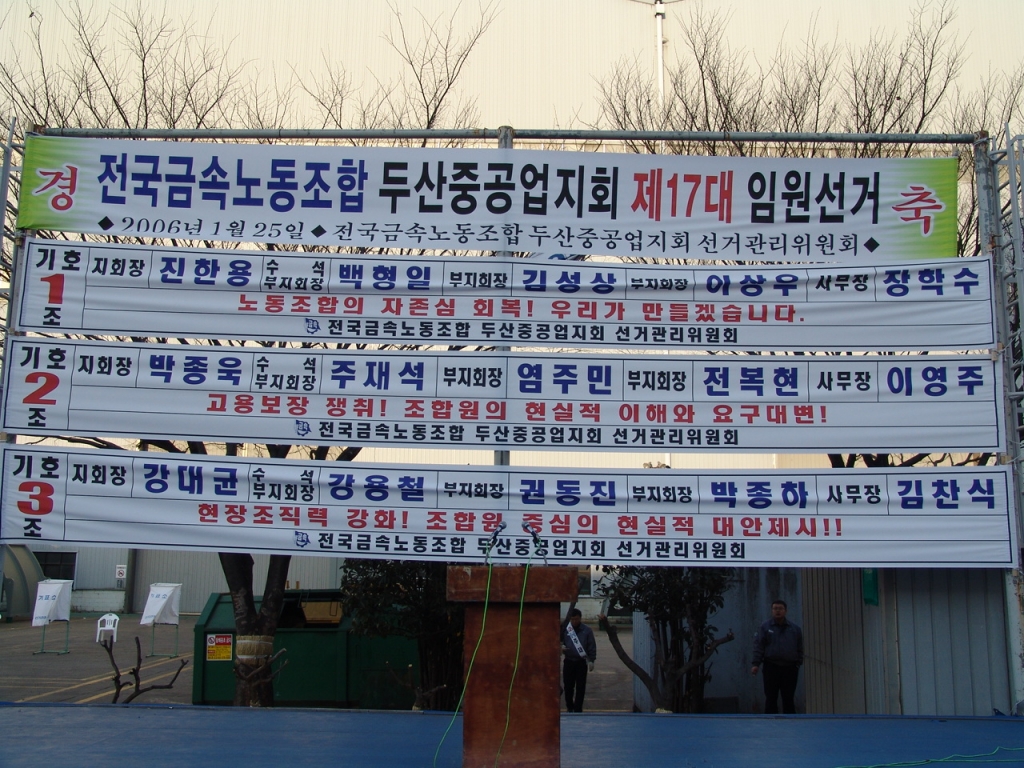 경 전국금속노동조합 두산중공업지회 제17대 임원선거 축
◆2006년 1월 25일◆ 전국금속노동조합 두산중공업지회 선거관리위원회◆
기호 1 조 지회장 진한용 수석부지회장 백형일 부지회장 김성상 부지회장 이상우 사무장 장학수
노동조합의 자존심 회복! 우리가 만들겠습니다.
전국금속노동조합 두산중공업지회 선거관리위원회
기호 2 조 지회장 박종욱 수석부지회장 주재석 부지회장 염주민 부지회장 전복현 사무장 이영주
고용보장 쟁취! 조합원의 현실적 이해와 요구대변!
전국금속노동조합 두산중공업지회 선거관리위원회
기호 3 조 지회장 강대균 수석부지회장 강용철 부지회장 권동진 부지회장 박종하 사무장 김찬식
현장조직력 강화! 조합원 중심의 현실적 대안제시!!
전국금속노동조합 두산중공업지회 선거관리위원회